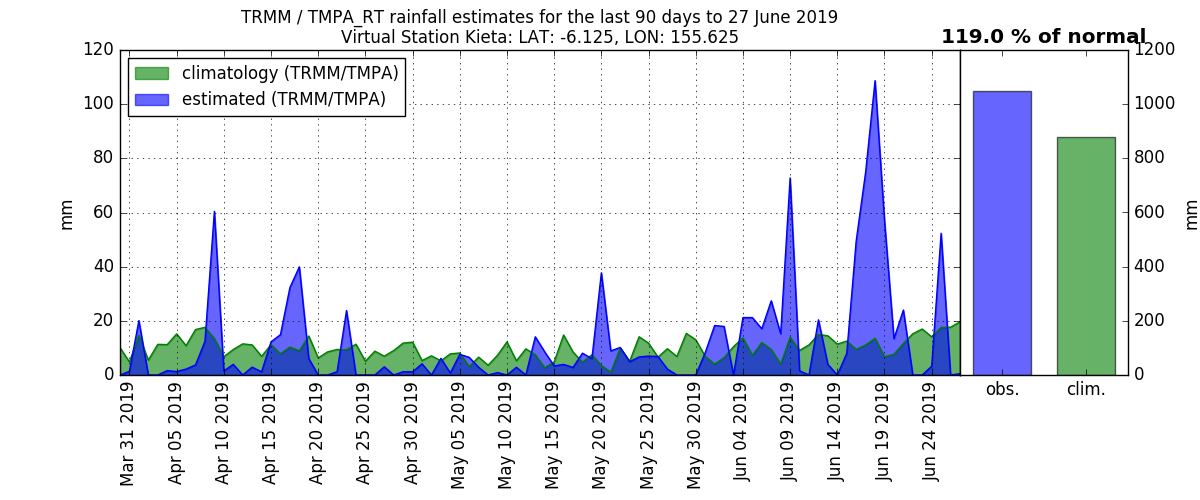 TRMM / TMPA_RT rainfall estimates for the last 90 days to 27 June 2019
Virtual Station Kieta: LAT: -6.125, LON: 155.625
119.0 % of normal
climatology (TRMM/TMPA)
estimated (TRMM/TMPA)
120
100
80
60
40
20
0
mm
1200
1000
800
600
400
200
0
mm
Mar 31 2019
Apr 05 2019
Apr 10 2019
Apr 15 2019
Apr 20 2019
Apr 25 2019
Apr 30 2019
May 05 2019
May 10 2019
May 15 2019
May 20 2019
May 25 2019
May 30 2019
Jun 04 2019
Jun 09 2019
Jun 14 2019
Jun 19 2019
Jun 24 2019
obs.
clim.